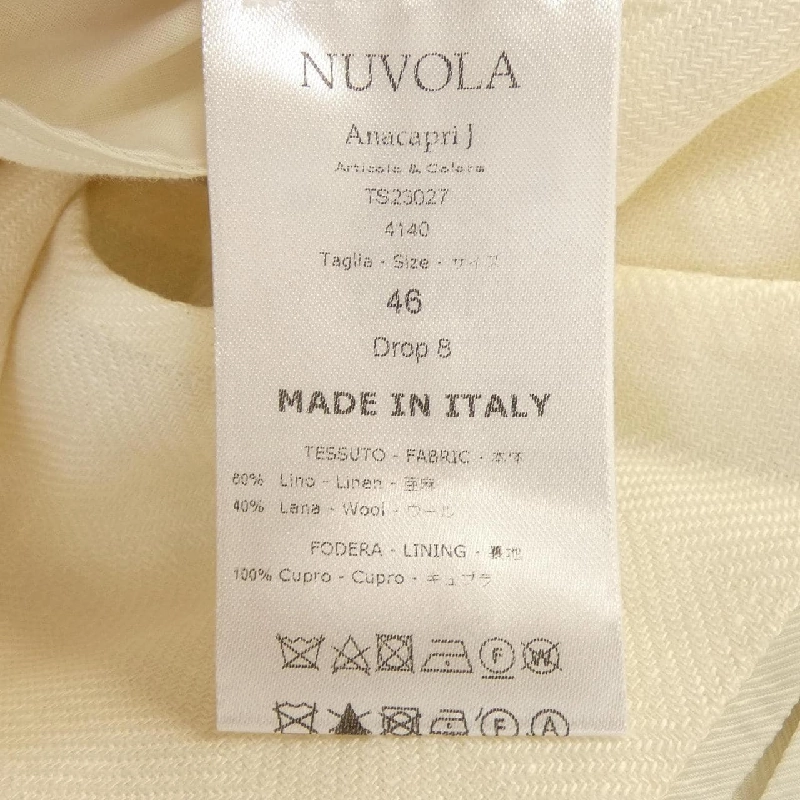 NUVOLA
Anacapri J
Articolo & Colore
TS23027
4140
Taglia - Size - サイズ
46
Drop 8
MADE IN ITALY
TESSUTO - FABRIC - 本体
60% Lino - Linen - 亜麻
40% Lana - Wool - ウール
FODERA - LINING - 裏地
100% Cupro - Cupro - キュプラ
F W
F A